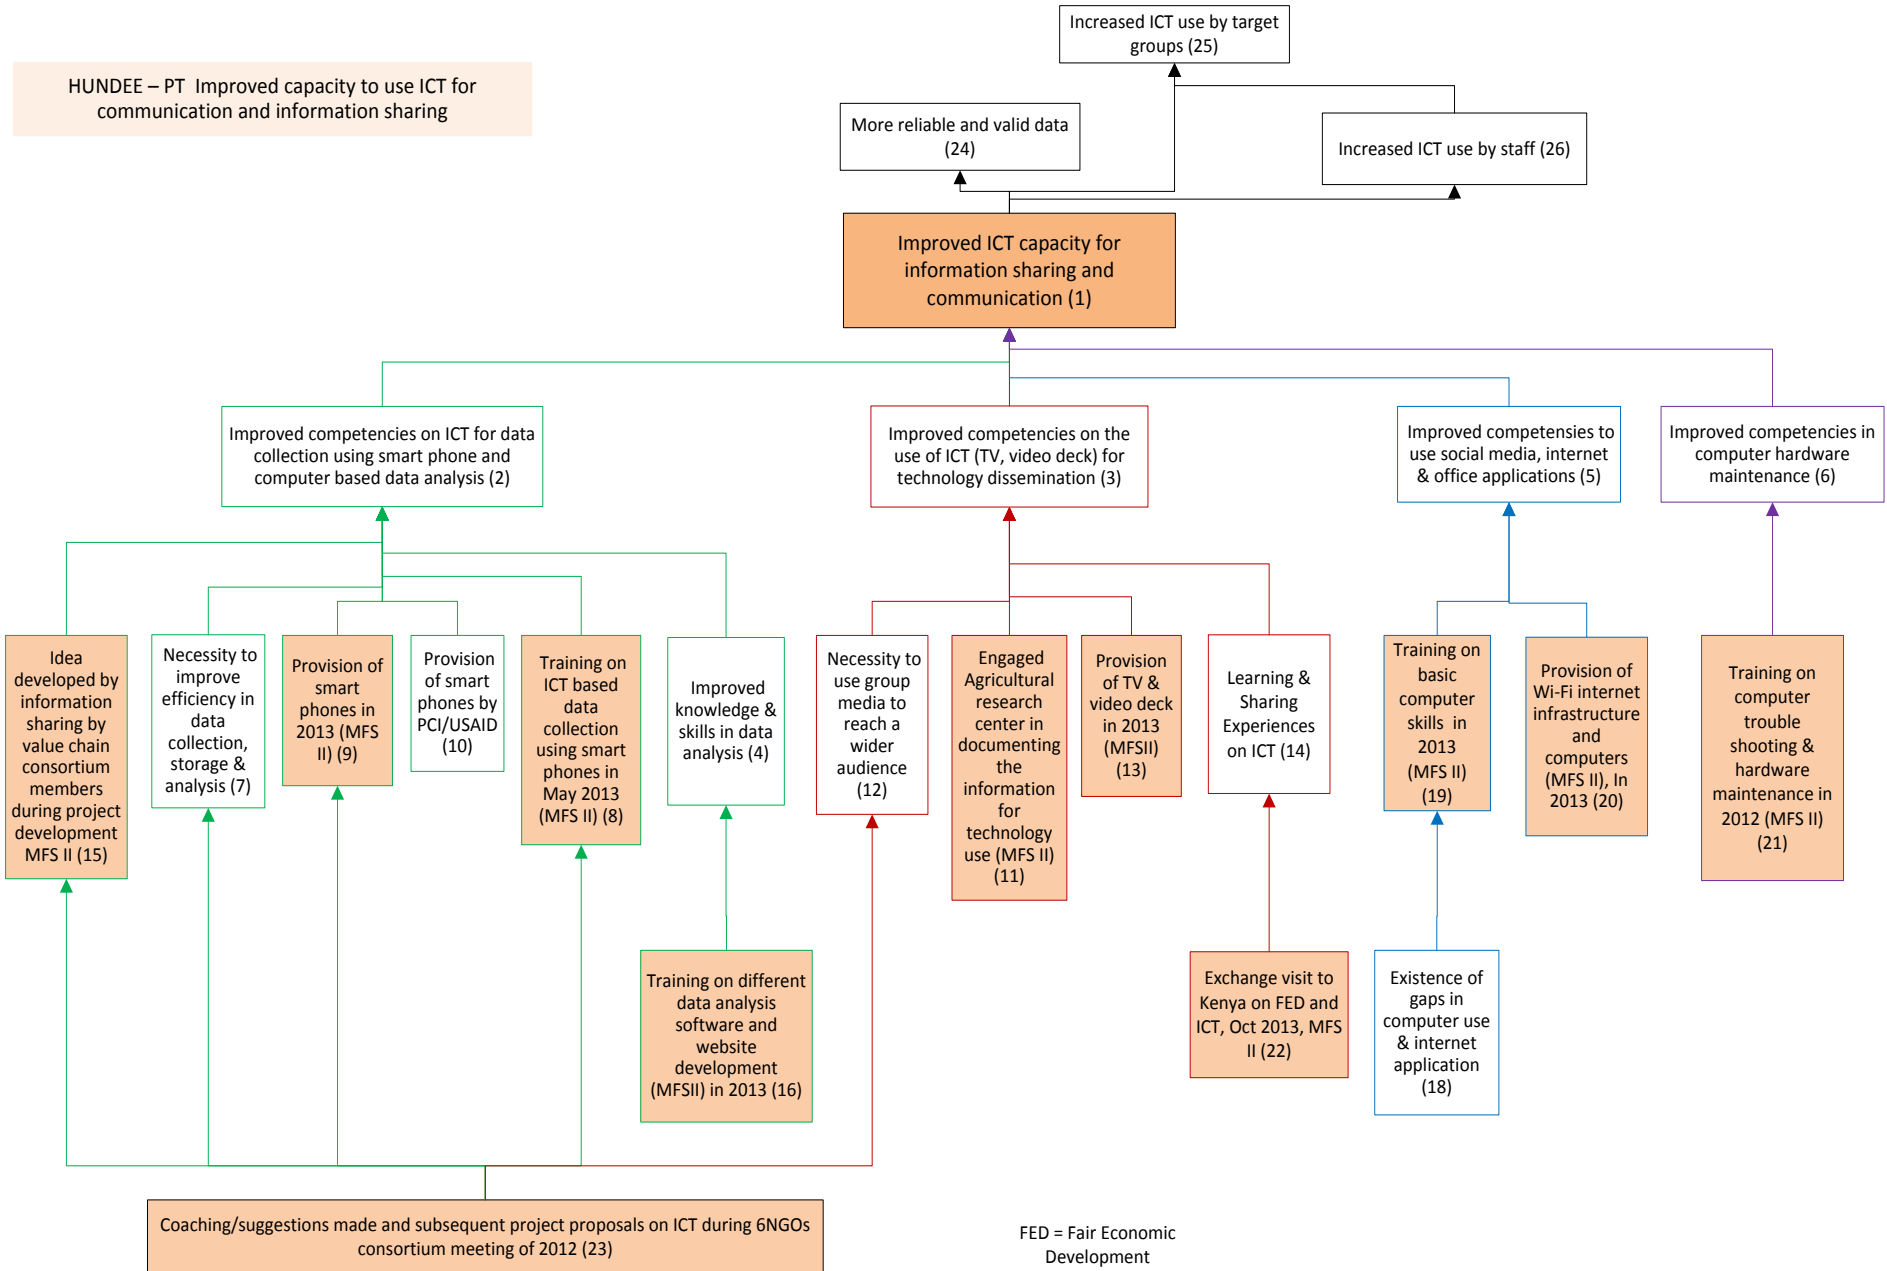 Increased ICT use by target
groups (25)
HUNDEE – PT  Improved capacity to use ICT for
communication and information sharing
More reliable and valid data
(24)
Increased ICT use by staff (26)
Improved ICT capacity for
information sharing and
communication (1)
Improved competencies on ICT for data
collection using smart phone and
computer based data analysis (2)
Improved competencies on the
use of ICT (TV, video deck) for
technology dissemination (3)
Improved competensies to
use social media, internet
& office applications (5)
Improved competencies in
computer hardware
maintenance (6)
Idea
developed by
information
sharing by
value chain
consortium
members
during project
development
MFS II (15)
Necessity to
improve
efficiency in
data
collection,
storage &
analysis (7)
Provision of
smart
phones in
2013 (MFS
II) (9)
Provision
of smart
phones by
PCI/USAID
(10)
Training on
ICT based
data
collection
using smart
phones in
May 2013
(MFS II) (8)
Improved
knowledge &
skills in data
analysis (4)
Necessity to
use group
media to
reach a
wider
audience
(12)
Engaged
Agricultural
research
center in
documenting
the
information
for
technology
use (MFS II)
(11)
Provision
of TV &
video deck
in 2013
(MFSII)
(13)
Learning &
Sharing
Experiences
on ICT (14)
Training on
basic
computer
skills  in
2013
(MFS II)
(19)
Provision of
Wi-Fi internet
infrastructure
and
computers
(MFS II), In
2013 (20)
Training on
computer
trouble
shooting &
hardware
maintenance in
2012 (MFS II)
(21)
Training on different
data analysis
software and
website
development
(MFSII) in 2013 (16)
Exchange visit to
Kenya on FED and
ICT, Oct 2013, MFS
II (22)
Existence of
gaps in
computer use
& internet
application
(18)
Coaching/suggestions made and subsequent project proposals on ICT during 6NGOs
consortium meeting of 2012 (23)
FED = Fair Economic
Development